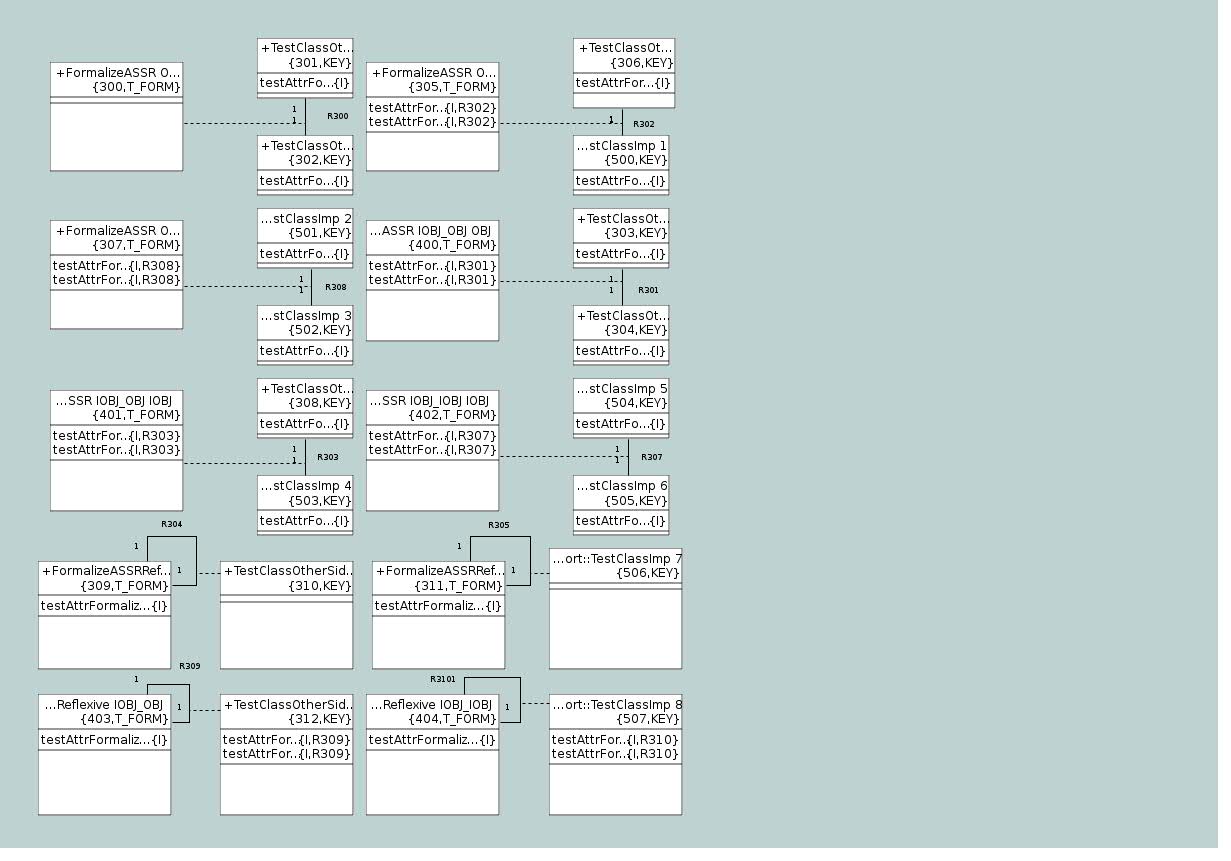 +FormalizeASSR O...
{300,T_FORM}
+TestClassOt...
{301,KEY}
testAttrFo...{I}
1
1
R300
+TestClassOt...
{302,KEY}
testAttrFo...{I}
+FormalizeASSR O...
{305,T_FORM}
testAttrFor...{I,R302}
testAttrFor...{I,R302}
+TestClassOt...
{306,KEY}
testAttrFor...{I}
1
R302
...stClassImp 1
{500,KEY}
testAttrFo...{I}
+FormalizeASSR O...
{307,T_FORM}
testAttrFor...{I,R308}
testAttrFor...{I,R308}
...stClassImp 2
{501,KEY}
testAttrFo...{I}
1
1
R308
...stClassImp 3
{502,KEY}
testAttrFo...{I}
...ASSR IOBJ_OBJ OBJ
{400,T_FORM}
testAttrFor...{I,R301}
testAttrFor...{I,R301}
+TestClassOt...
{303,KEY}
testAttrFo...{I}
1
1
R301
+TestClassOt...
{304,KEY}
testAttrFo...{I}
...SSR IOBJ_OBJ IOBJ
{401,T_FORM}
testAttrFor...{I,R303}
testAttrFor...{I,R303}
+TestClassOt...
{308,KEY}
testAttrFo...{I}
1
1
R303
...stClassImp 4
{503,KEY}
testAttrFo...{I}
...SSR IOBJ_IOBJ IOBJ
{402,T_FORM}
testAttrFor...{I,R307}
testAttrFor...{I,R307}
...stClassImp 5
{504,KEY}
testAttrFo...{I}
1
1
R307
...stClassImp 6
{505,KEY}
testAttrFo...{I}
R304
1
1
+FormalizeASSRRef...
{309,T_FORM}
testAttrFormaliz...{I}
+TestClassOtherSid...
{310,KEY}
R305
1
1
+FormalizeASSRRef...
{311,T_FORM}
testAttrFormaliz...{I}
...ort::TestClassImp 7
{506,KEY}
R309
1
1
...Reflexive IOBJ_OBJ
{403,T_FORM}
testAttrFormaliz...{I}
+TestClassOtherSid...
{312,KEY}
testAttrFor...{I,R309}
testAttrFor...{I,R309}
R3101
1
...Reflexive IOBJ_IOBJ
{404,T_FORM}
testAttrFormaliz...{I}
...ort::TestClassImp 8
{507,KEY}
testAttrFor...{I,R310}
testAttrFor...{I,R310}